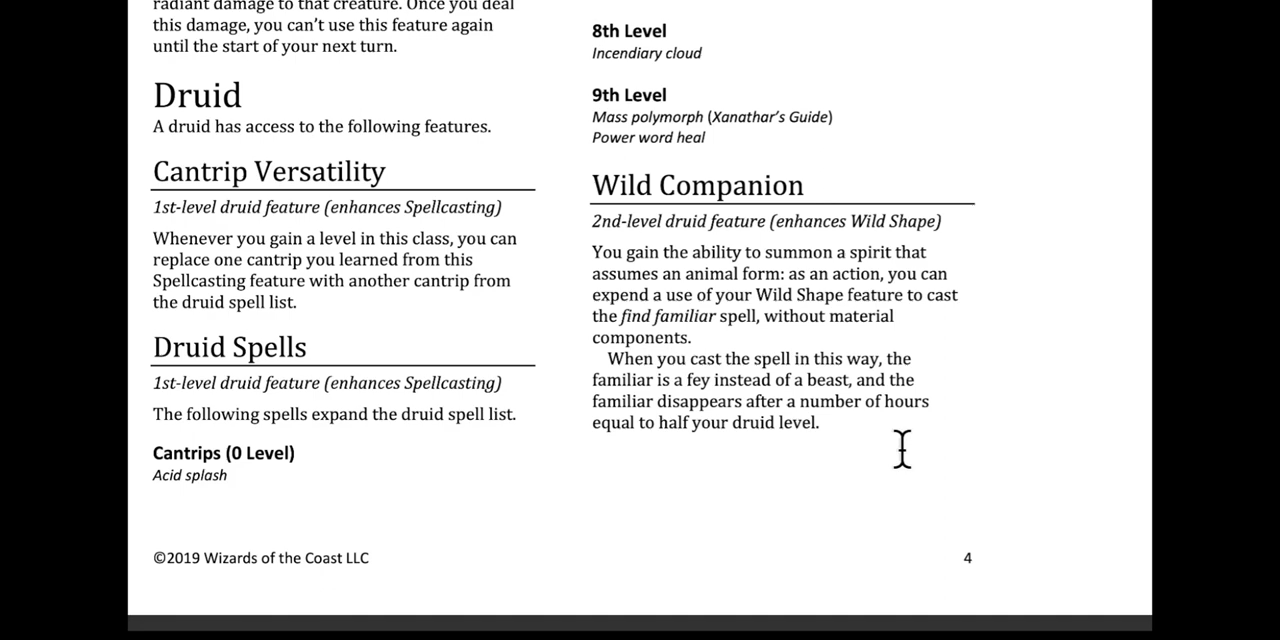 radiant damage to that creature. Once you deal
this damage, you can't use this feature again
until the start of your next turn.
Druid
A druid has access to the following features.
Cantrip Versatility
1st-level druid feature (enhances Spellcasting)
Whenever you gain a level in this class, you can
replace one cantrip you learned from this
Spellcasting feature with another cantrip from
the druid spell list.
Druid Spells
1st-level druid feature (enhances Spellcasting)
The following spells expand the druid spell list.
Cantrips (0 Level)
Acid splash
8th Level
Incendiary cloud
9th Level
Mass polymorph (Xanathar's Guide)
Power word heal
Wild Companion
2nd-level druid feature (enhances Wild Shape)
You gain the ability to summon a spirit that
assumes an animal form: as an action, you can
expend a use of your Wild Shape feature to cast
the find familiar spell, without material
components.
When you cast the spell in this way, the
familiar is a fey instead of a beast, and the
familiar disappears after a number of hours
equal to half your druid level.
©2019 Wizards of the Coast LLC
4